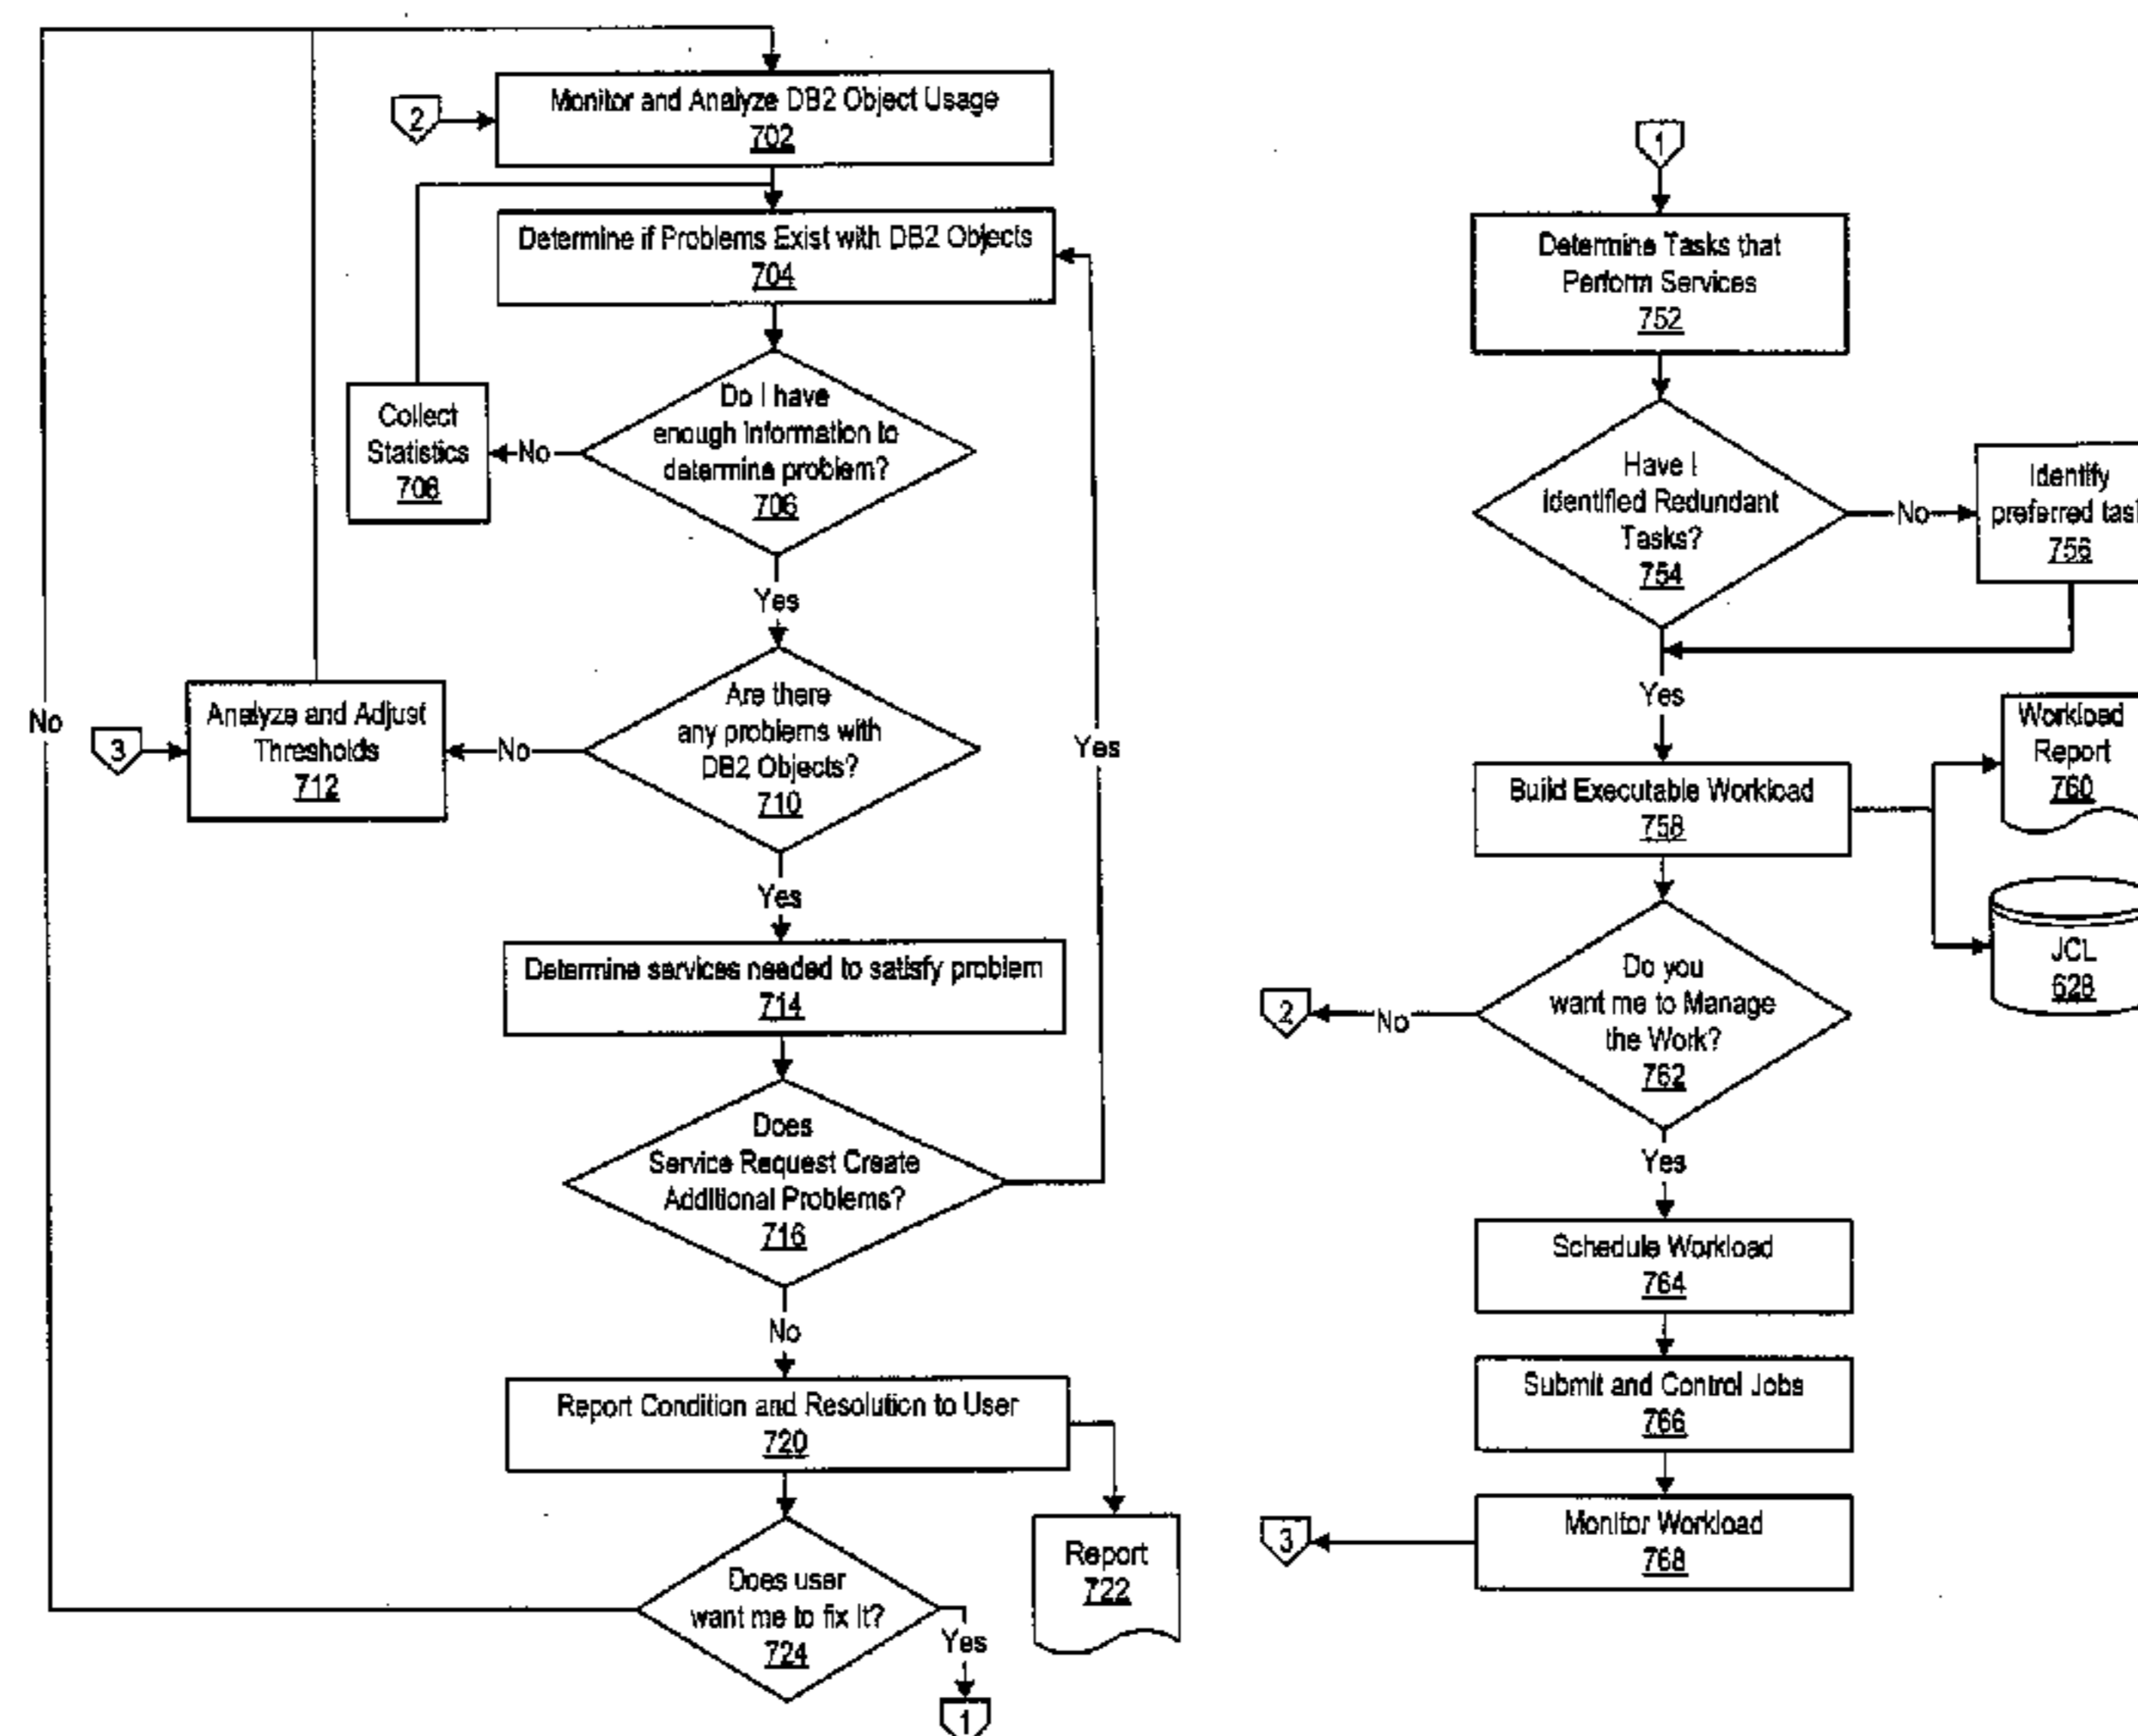 2
Monitor and Analyze DB2 Object Usage
702
Determine if Problems Exist with DB2 Objects
704
Do I have
enough information to
determine problem?
706
No
Collect
Statistics
708
Yes
Are there
any problems with
DB2 Objects?
710
No
Analyze and Adjust
Thresholds
712
3
No
Yes
Yes
Determine services needed to satisfy problem
714
Does
Service Request Create
Additional Problems?
716
No
Report Condition and Resolution to User
720
Report
722
Does user
want me to fix it?
724
Yes
1
1
Determine Tasks that
Perform Services
752
Have I
identified Redundant
Tasks?
754
No
Identify
preferred
756
Yes
Build Executable Workload
758
Workload
Report
760
JCL
628
Do you
want me to Manage
the Work?
762
No
2
Yes
Schedule Workload
764
Submit and Control Jobs
766
Monitor Workload
768
3